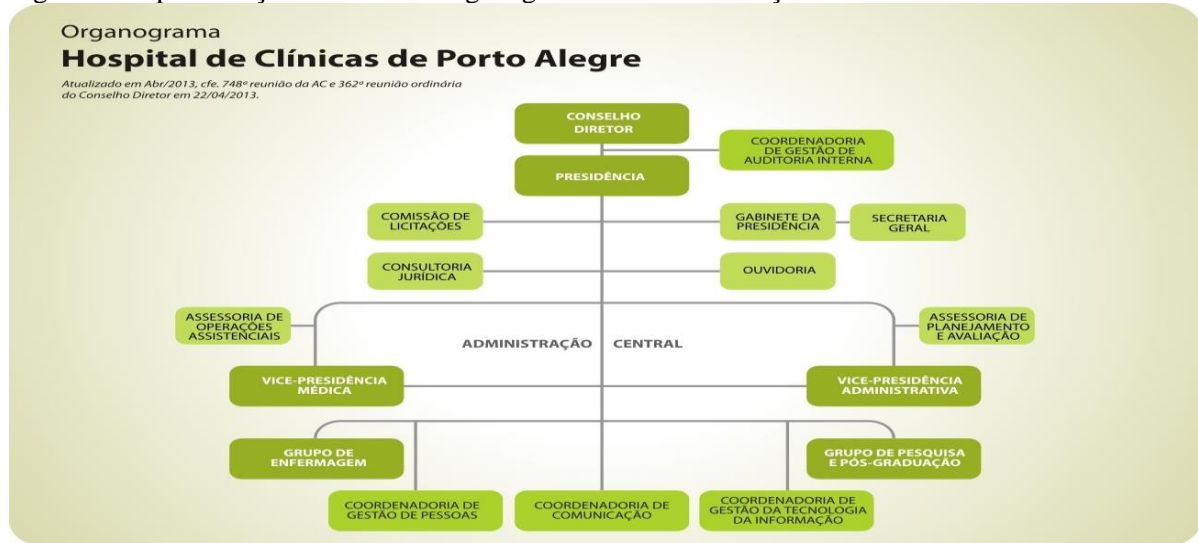 Organograma
Hospital de Clínicas de Porto Alegre
Atualizado em Abr/2013, cfe. 748ª reunião da AC e 362ª reunião ordinária
do Conselho Diretor em 22/04/2013.
CONSELHO
DIRETOR
COORDENADORIA
DE GESTÃO DE
AUDITORIA INTERNA
PRESIDÊNCIA
COMISSÃO DE
LICITAÇÕES
GABINETE DA
PRESIDÊNCIA
SECRETARIA
GERAL
CONSULTORIA
JURÍDICA
OUVIDORIA
ASSESSORIA DE
OPERAÇÕES
ASSISTENCIAIS
ASSESSORIA DE
PLANEJAMENTO
E AVALIAÇÃO
ADMINISTRAÇÃO CENTRAL
VICE-PRESIDÊNCIA
MÉDICA
VICE-PRESIDÊNCIA
ADMINISTRATIVA
GRUPO DE
ENFERMAGEM
GRUPO DE PESQUISA
E PÓS-GRADUAÇÃO
COORDENADORIA DE
GESTÃO DE PESSOAS
COORDENADORIA DE
COMUNICAÇÃO
COORDENADORIA DE
GESTÃO DA TECNOLOGIA
DA INFORMAÇÃO